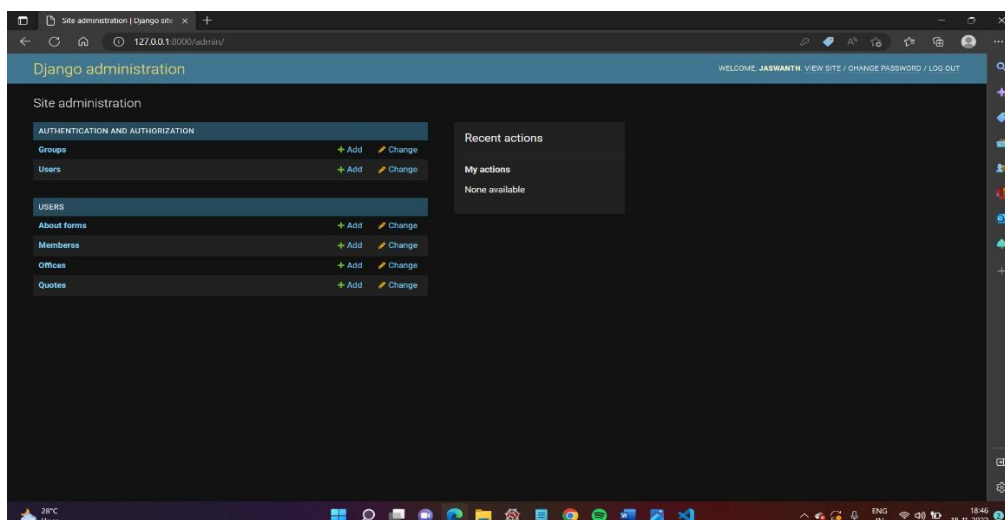 Site administration | Django site
127.0.0.1:8000/admin/
Django administration
WELCOME, JASWANTH. VIEW SITE / CHANGE PASSWORD / LOG OUT
Site administration
AUTHENTICATION AND AUTHORIZATION
Groups + Add Change
Users + Add Change
USERS
About forms + Add Change
Memberss + Add Change
Offices + Add Change
Quotes + Add Change
Recent actions
My actions
None available
28°C
ENG
18:46